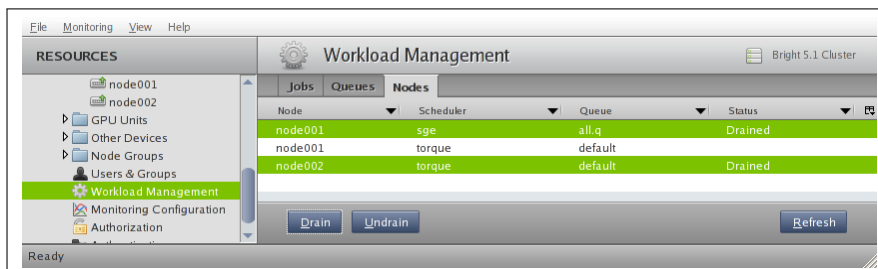 File Monitoring View Help
RESOURCES
Workload Management
Bright 5.1 Cluster
node001
node002
GPU Units
Other Devices
Node Groups
Users & Groups
Workload Management
Monitoring Configuration
Authorization
Jobs Queues Nodes
Node Scheduler Queue Status
node001 sge all.q Drained
node001 torque default
node002 torque default Drained
Drain Undrain Refresh
Ready